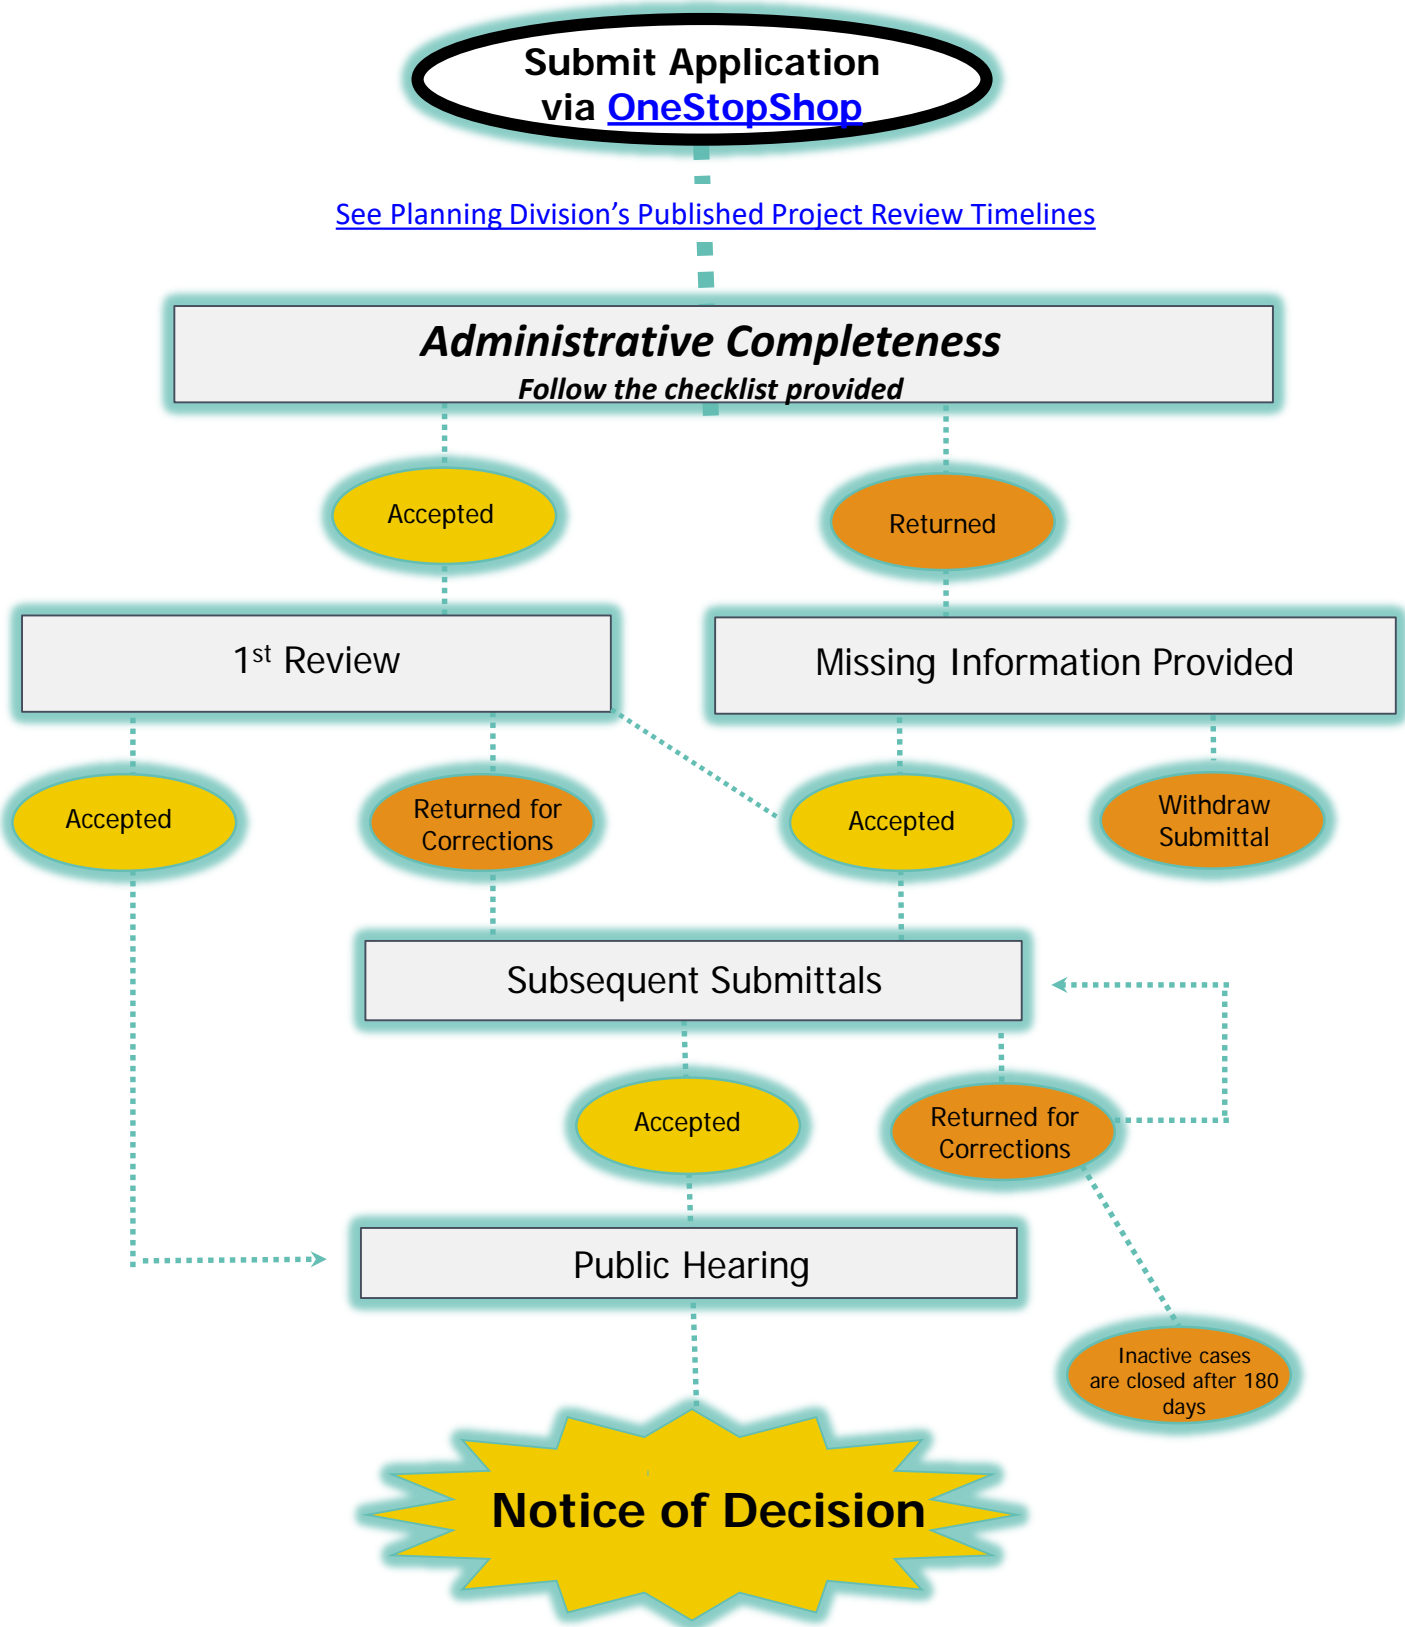 Submit Application
via OneStopShop
See Planning Division’s Published Project Review Timelines
Administrative Completeness
Follow the checklist provided
Accepted
Returned
1st Review
Missing Information Provided
Accepted
Returned for
Corrections
Accepted
Withdraw
Submittal
Subsequent Submittals
Accepted
Returned for
Corrections
Public Hearing
Inactive cases
are closed after 180
days
Notice of Decision